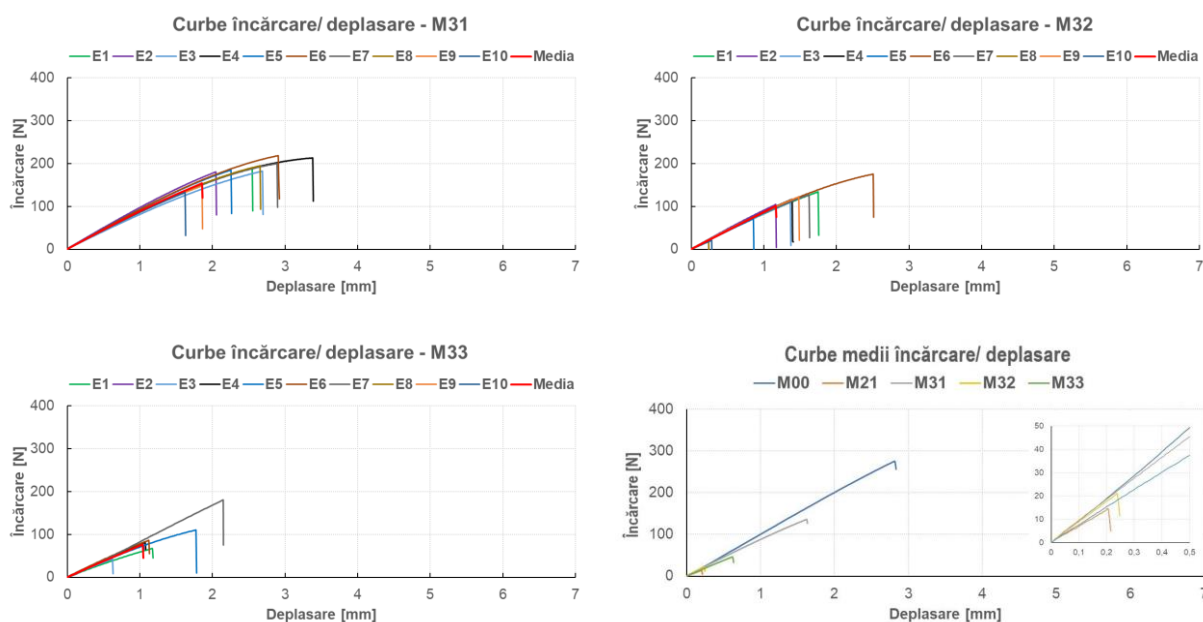 Curbe încărcare/ deplasare - M31
E1 E2 E3 E4 E5 E6 E7 E8 E9 E10 Media
400
300
200
100
0
Încărcare [N]
0 1 2 3 4 5 6 7
Deplasare [mm]
Curbe încărcare/ deplasare - M32
E1 E2 E3 E4 E5 E6 E7 E8 E9 E10 Media
400
300
200
100
0
Încărcare [N]
0 1 2 3 4 5 6 7
Deplasare [mm]
Curbe încărcare/ deplasare - M33
E1 E2 E3 E4 E5 E6 E7 E8 E9 E10 Media
400
300
200
100
0
Încărcare [N]
0 1 2 3 4 5 6 7
Deplasare [mm]
Curbe medii încărcare/ deplasare
M00 M21 M31 M32 M33
400
300
200
100
0
Încărcare [N]
0 1 2 3 4 5 6 7
Deplasare [mm]
50
40
30
20
10
0
0 0,1 0,2 0,3 0,4 0,5